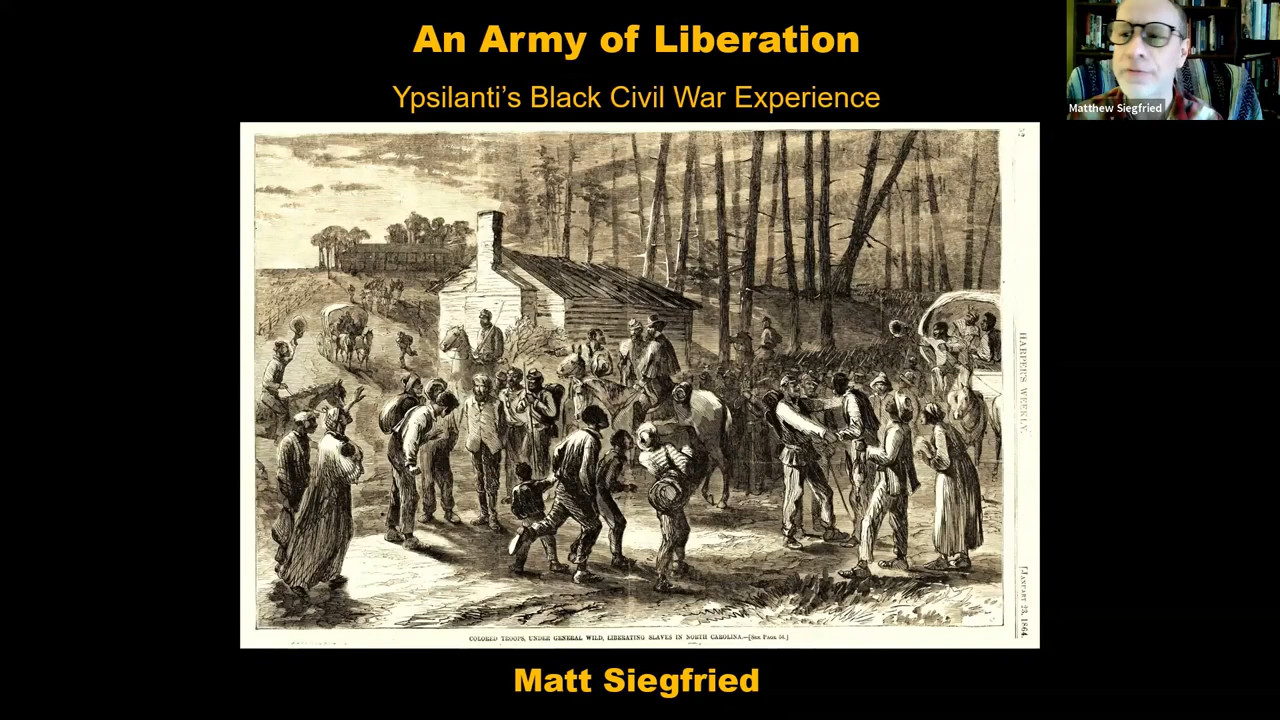 An Army of Liberation
Ypsilanti's Black Civil War Experience
Matthew Siegfried
52
HARPER'S WEEKLY.
[January 23, 1864.
COLORED TROOPS, UNDER GENERAL WILD, LIBERATING SLAVES IN NORTH CAROLINA.—[See Page 54.]
Matt Siegfried